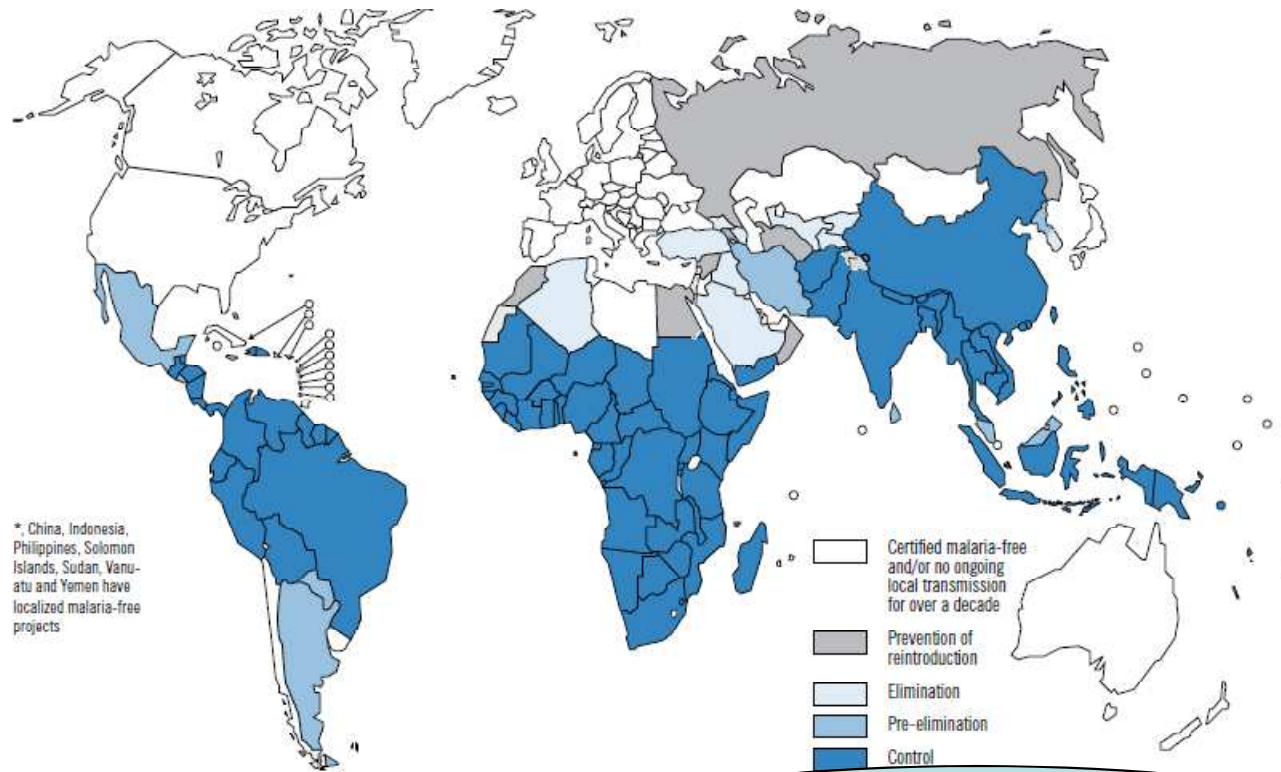 *, China, Indonesia,
Philippines, Solomon
Islands, Sudan, Vanu-
atu and Yemen have
localized malaria-free
projects
Certified malaria-free
and/or no ongoing
local transmission
for over a decade
Prevention of
reintroduction
Elimination
Pre-elimination
Control